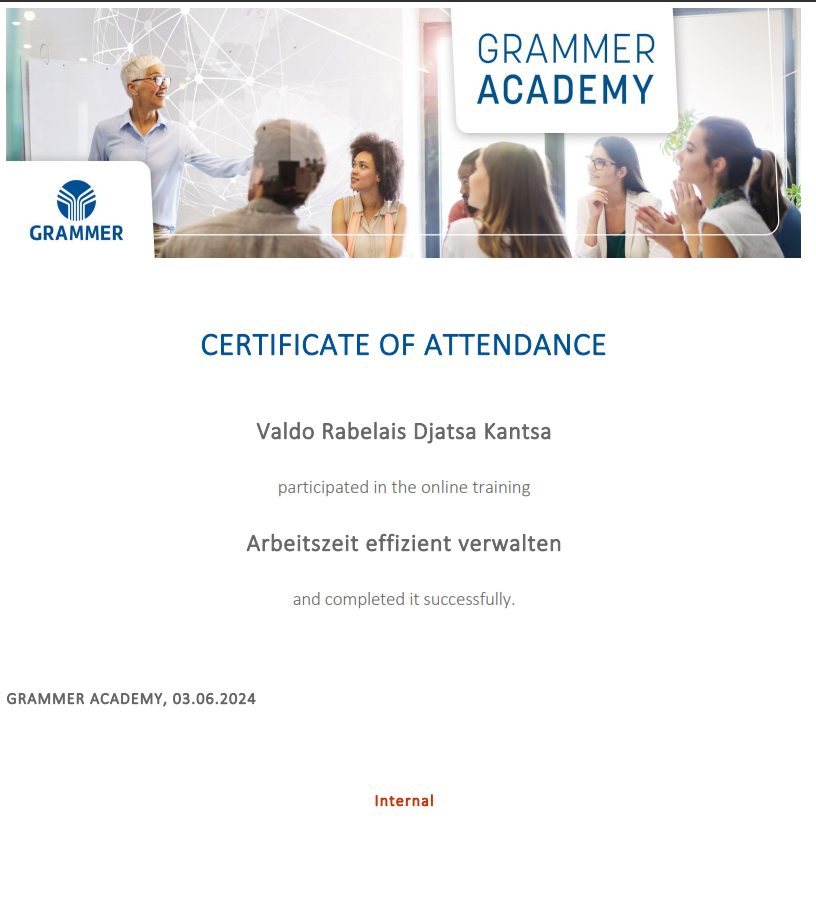 GRAMMER
ACADEMY
GRAMMER
CERTIFICATE OF ATTENDANCE
Valdo Rabelais Djatsa Kantsa
participated in the online training
Arbeitszeit effizient verwalten
and completed it successfully.
GRAMMER ACADEMY, 03.06.2024
Internal